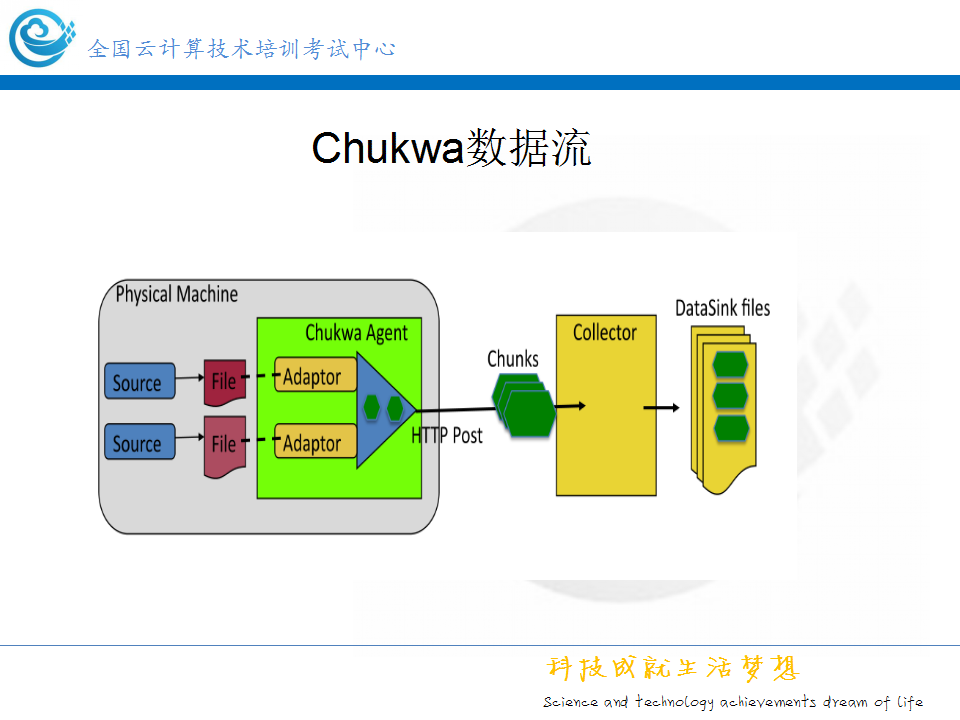 全国云计算技术培训考试中心
Chukwa数据流
Physical Machine
Chukwa Agent
Source
File
Adaptor
Source
File
Adaptor
HTTP Post
Chunks
Collector
DataSink files
科技成就生活梦想
Science and technology achievements dream of life